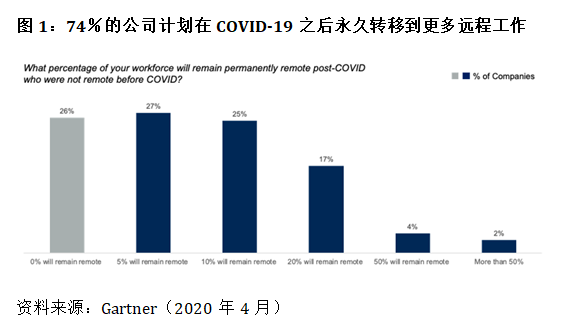 图 1：74％的公司计划在 COVID-19 之后永久转移到更多远程工作
What percentage of your workforce will remain permanently remote post-COVID
who were not remote before COVID?
% of Companies
26%
27%
25%
17%
4%
2%
0% will remain remote
5% will remain remote
10% will remain remote
20% will remain remote
50% will remain remote
More than 50%
资料来源：Gartner（2020 年 4 月）